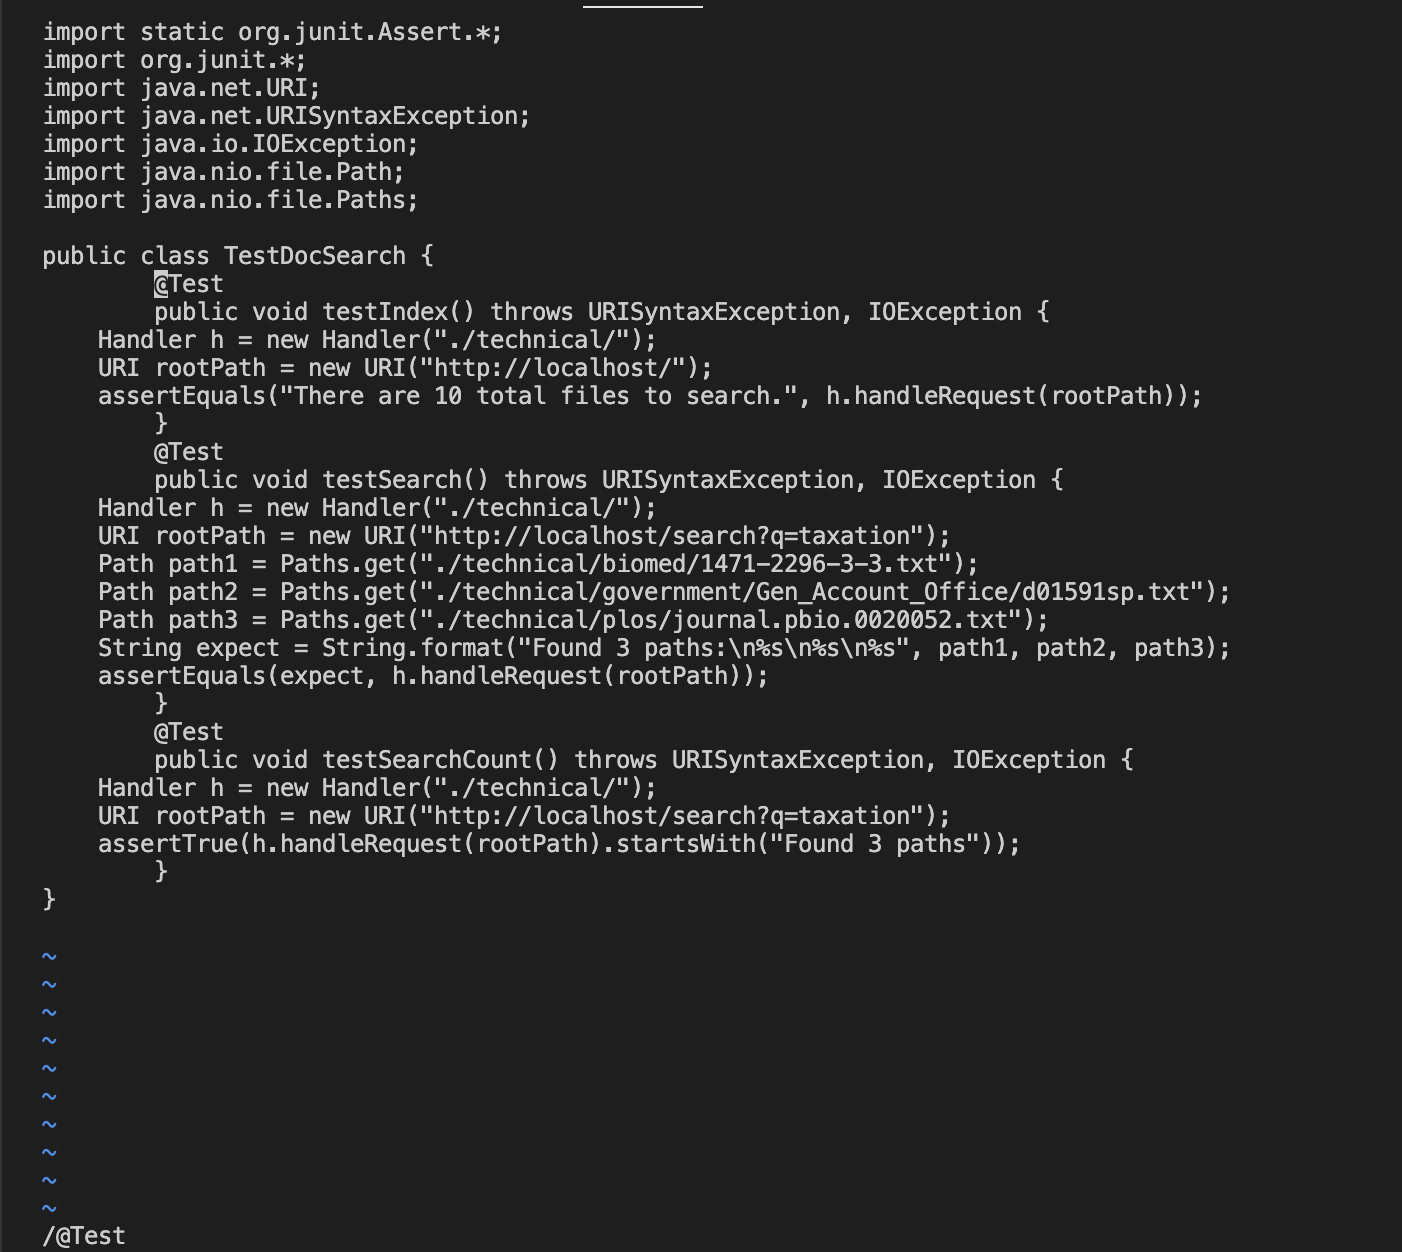 import static org.junit.Assert.*;
import org.junit.*;
import java.net.URI;
import java.net.URISyntaxException;
import java.io.IOException;
import java.nio.file.Path;
import java.nio.file.Paths;

public class TestDocSearch {
        @Test
        public void testIndex() throws URISyntaxException, IOException {
    Handler h = new Handler("./technical/");
    URI rootPath = new URI("http://localhost/");
    assertEquals("There are 10 total files to search.", h.handleRequest(rootPath));
        }
        @Test
        public void testSearch() throws URISyntaxException, IOException {
    Handler h = new Handler("./technical/");
    URI rootPath = new URI("http://localhost/search?q=taxation");
    Path path1 = Paths.get("./technical/biomed/1471-2296-3-3.txt");
    Path path2 = Paths.get("./technical/government/Gen_Account_Office/d01591sp.txt");
    Path path3 = Paths.get("./technical/plos/journal.pbio.0020052.txt");
    String expect = String.format("Found 3 paths:\n%s\n%s\n%s", path1, path2, path3);
    assertEquals(expect, h.handleRequest(rootPath));
        }
        @Test
        public void testSearchCount() throws URISyntaxException, IOException {
    Handler h = new Handler("./technical/");
    URI rootPath = new URI("http://localhost/search?q=taxation");
    assertTrue(h.handleRequest(rootPath).startsWith("Found 3 paths"));
        }
}

~
~
~
~
~
~
~
~
~
~
/@Test